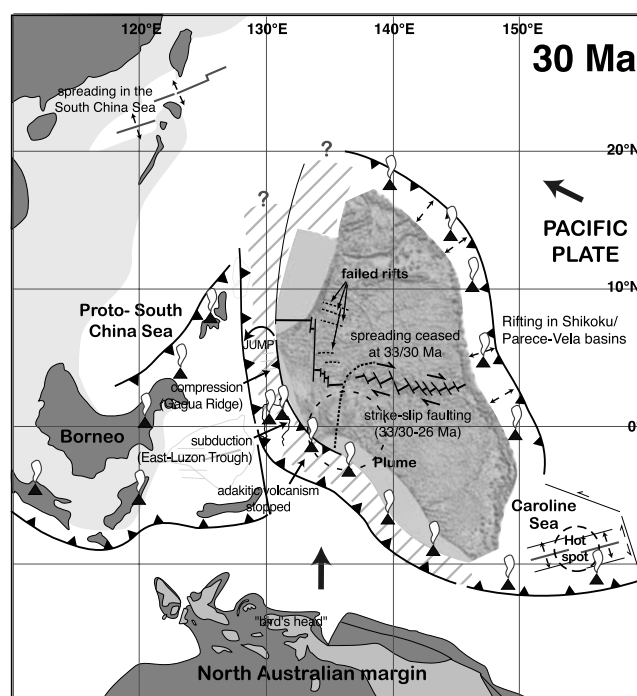 120°E
130°E
140°E
150°E
30 Ma
spreading in the
South China Sea
20°N
?
?
PACIFIC
PLATE
10°N
failed rifts
Proto- South
China Sea
Rifting in Shikoku/
Parece-Vela basins
spreading ceased
at 33/30 Ma
JUMP
compression
(Gagua Ridge)
0°
strike-slip faulting
(33/30-26 Ma)
Borneo
subduction
(East-Luzon Trough)
Plume
adakitic volcanism
stopped
Caroline
Sea
Hot
spot
"bird's head"
North Australian margin